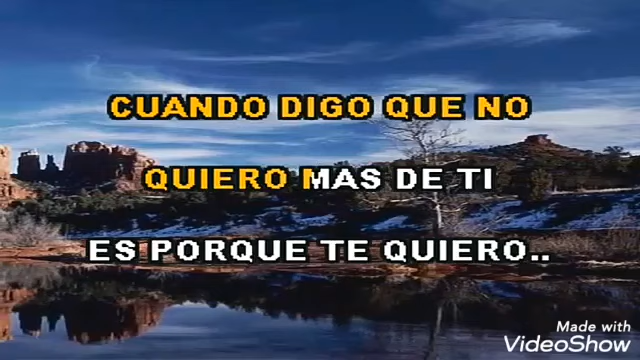 CUANDO DIGO QUE NO
QUIERO MAS DE TI
ES PORQUE TE QUIERO..
Made with
VideoShow